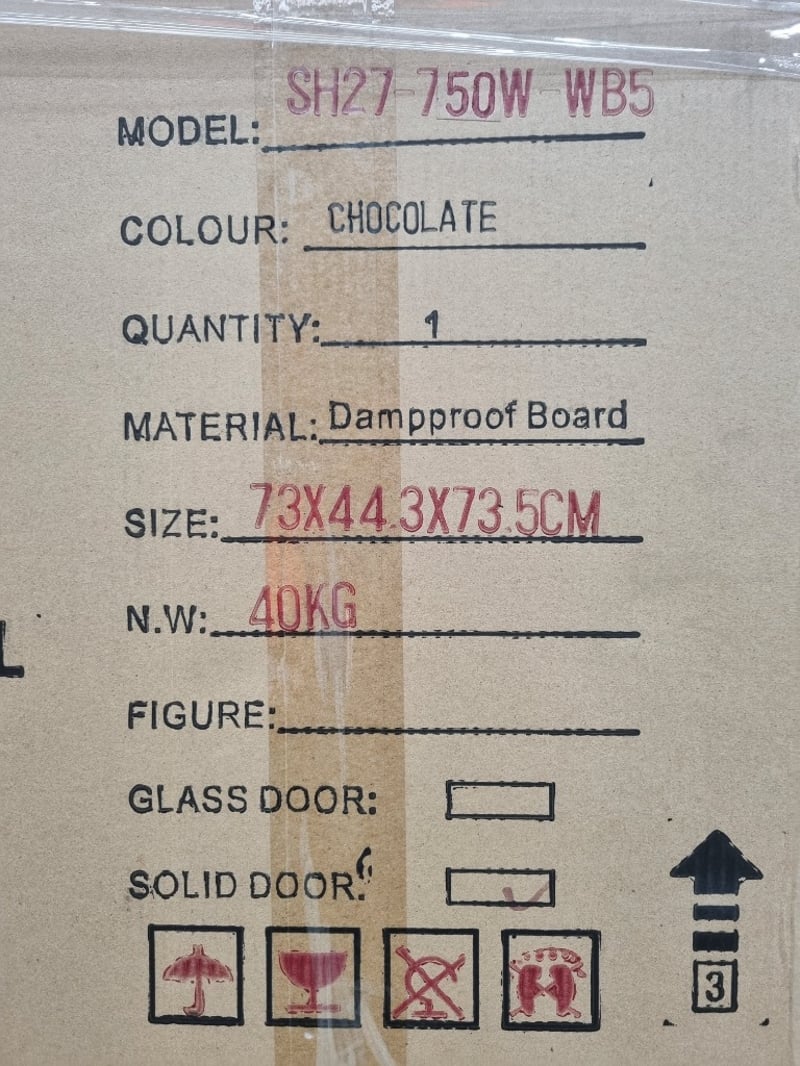 MODEL: SH27-750W-WB5
COLOUR: CHOCOLATE
QUANTITY: 1
MATERIAL: Dampproof Board
SIZE: 73X44.3X73.5CM
N.W: 40KG
FIGURE:
GLASS DOOR:
SOLID DOOR:
3
L